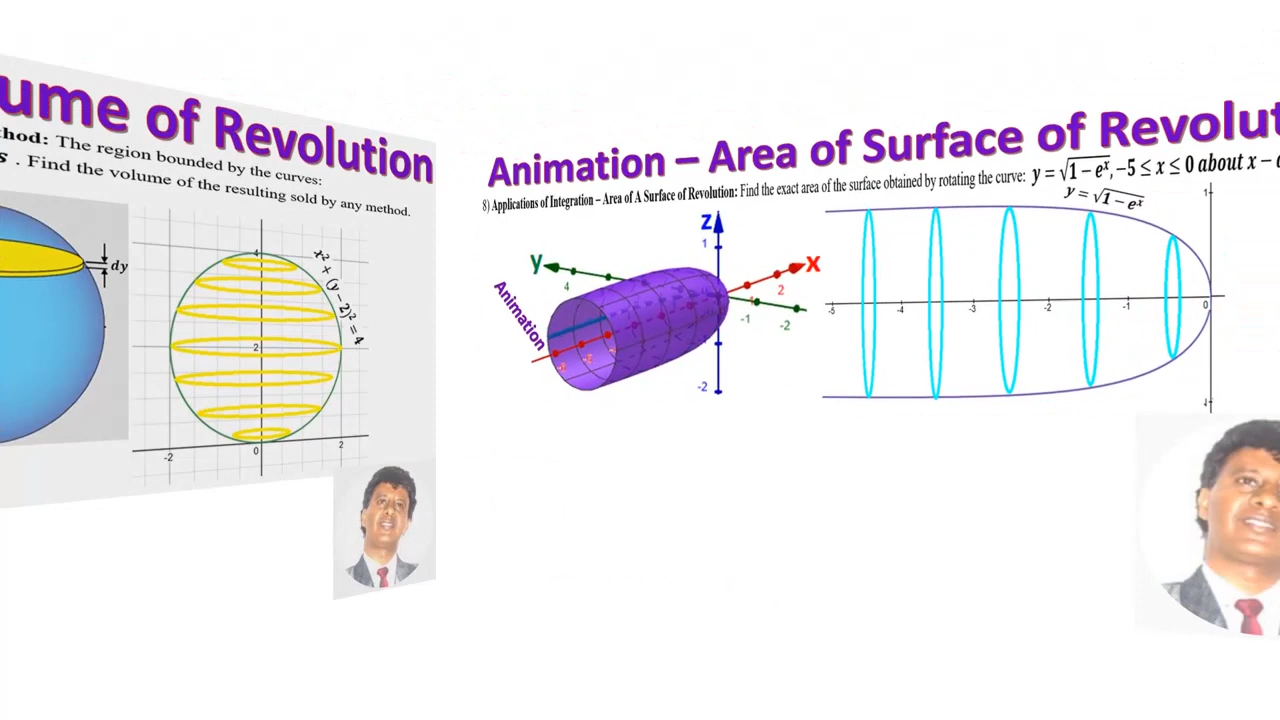 ume of Revolution
hod: The region bounded by the curves:
s . Find the volume of the resulting sold by any method.
dy
4
x² + (y − 2)² = 4
2
-2
0
2
Animation – Area of Surface of Revolut
8) Applications of Integration – Area of A Surface of Revolution: Find the exact area of the surface obtained by rotating the curve: y = √(1 − eˣ), −5 ≤ x ≤ 0 about x − a
y = √(1 − eˣ)
Z
1
Y
4
X
2
-1
-2
-2
Animation
1
-5
-4
-3
-2
-1
0